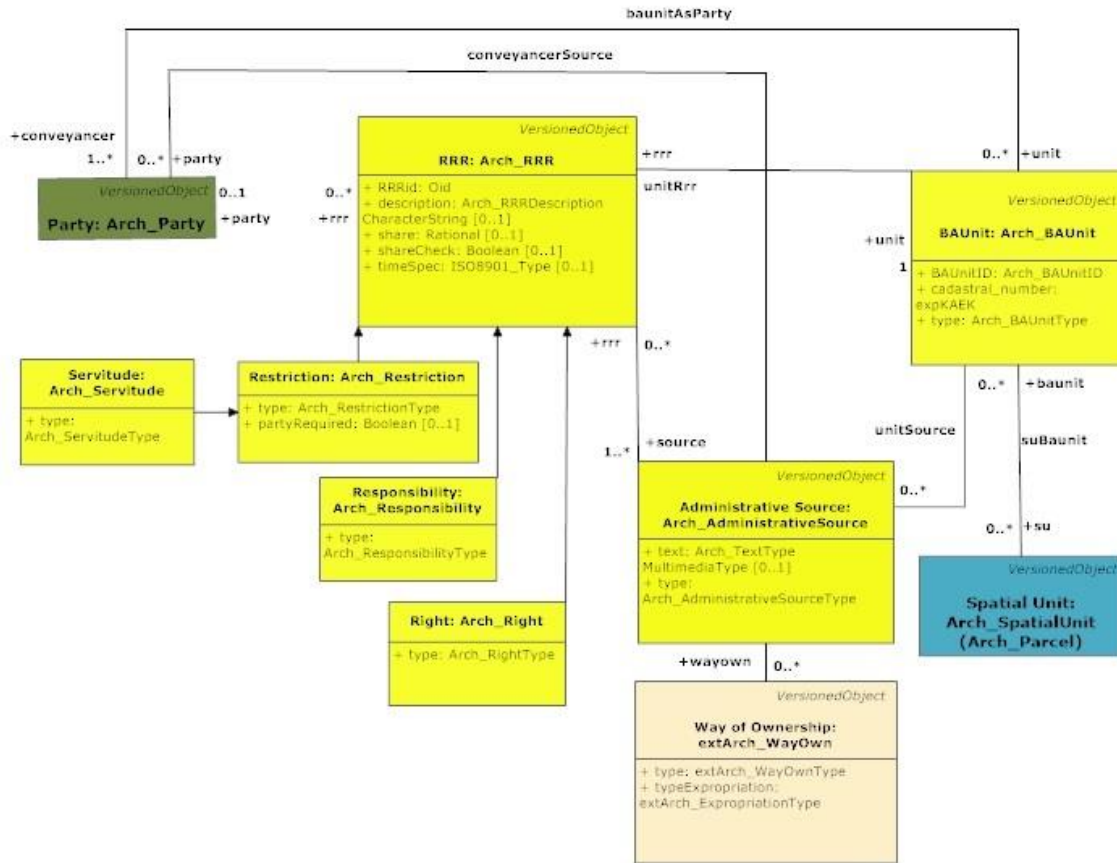 baunitAsParty
conveyancerSource
+conveyancer
1..*
0..*
+party
VersionedObject
Party: Arch_Party
0..1
+party
0..*
+rrr
VersionedObject
RRR: Arch_RRR
+ RRRid: Oid
+ description: Arch_RRRDescription
CharacterString [0..1]
+ share: Rational [0..1]
+ shareCheck: Boolean [0..1]
+ timeSpec: ISO8901_Type [0..1]
+rrr
unitRrr
0..*
+unit
+unit
1
VersionedObject
BAUnit: Arch_BAUnit
+ BAUnitID: Arch_BAUnitID
+ cadastral_number:
expKAEK
+ type: Arch_BAUnitType
+rrr
0..*
Servitude:
Arch_Servitude
+ type:
Arch_ServitudeType
Restriction: Arch_Restriction
+ type: Arch_RestrictionType
+ partyRequired: Boolean [0..1]
0..*
+baunit
unitSource
suBaunit
+source
1..*
Responsibility:
Arch_Responsibility
+ type:
Arch_ResponsibilityType
VersionedObject
Administrative Source:
Arch_AdministrativeSource
+ text: Arch_TextType
MultimediaType [0..1]
+ type:
Arch_AdministrativeSourceType
0..*
0..*
+su
VersionedObject
Spatial Unit:
Arch_SpatialUnit
(Arch_Parcel)
Right: Arch_Right
+ type: Arch_RightType
+wayown
0..*
VersionedObject
Way of Ownership:
extArch_WayOwn
+ type: extArch_WayOwnType
+ typeExpropriation:
extArch_ExpropriationType